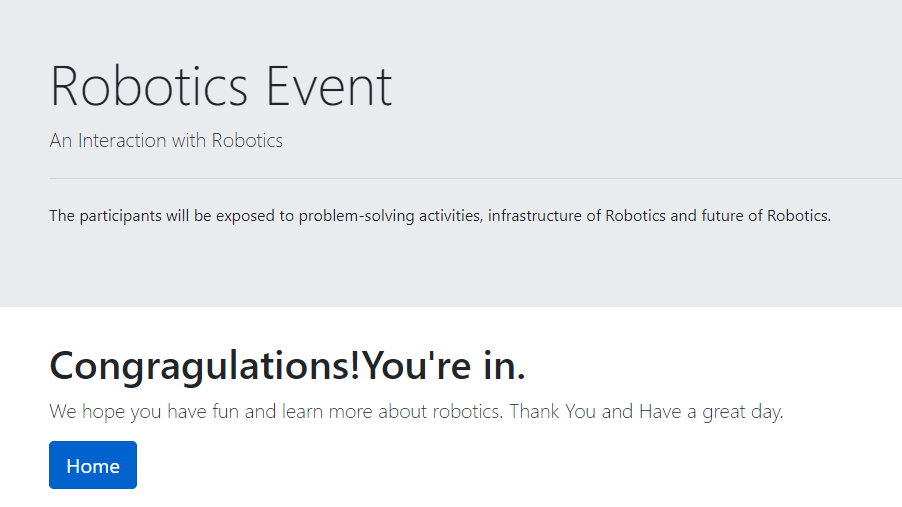 Robotics Event
An Interaction with Robotics
The participants will be exposed to problem-solving activities, infrastructure of Robotics and future of Robotics.
Congragulations!You're in.
We hope you have fun and learn more about robotics. Thank You and Have a great day.
Home